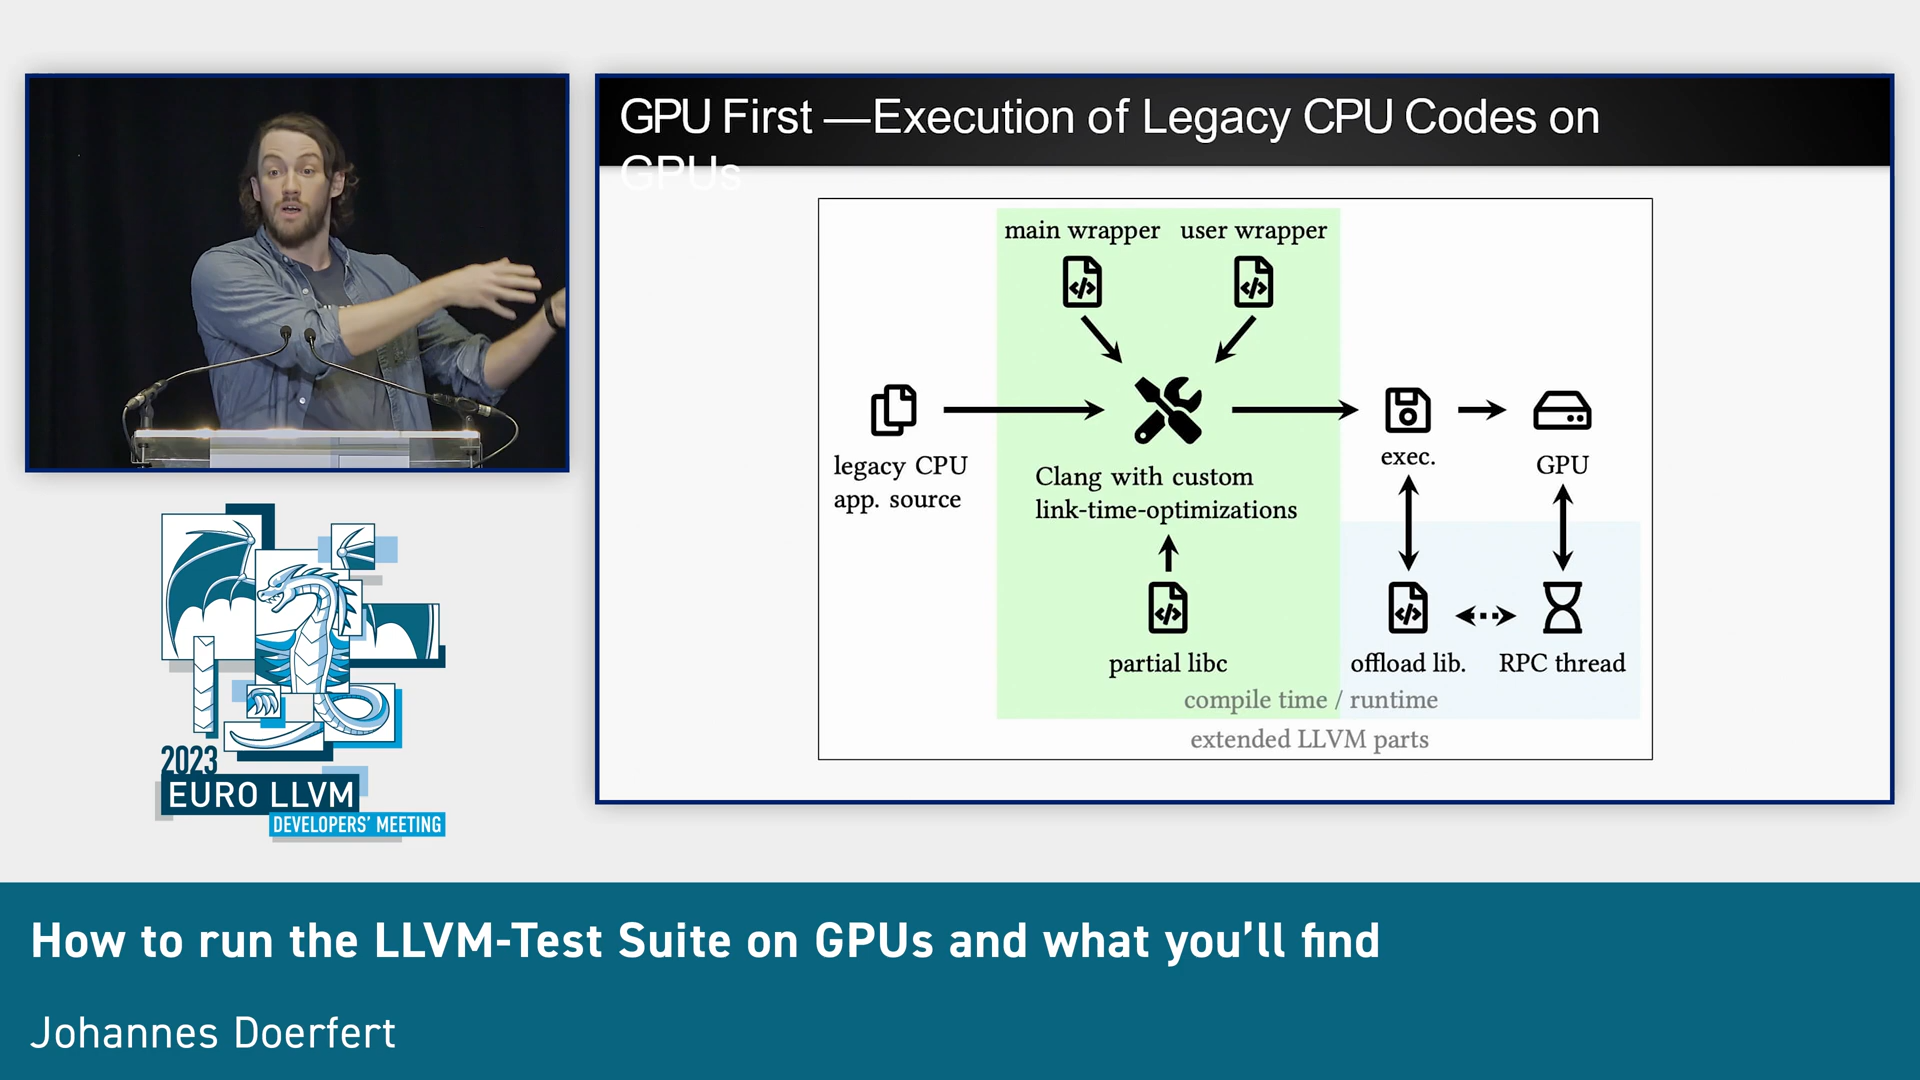 GPU First —Execution of Legacy CPU Codes on
GPUs
main wrapper
user wrapper
legacy CPU
app. source
Clang with custom
link-time-optimizations
exec.
GPU
partial libc
offload lib.
RPC thread
compile time / runtime
extended LLVM parts
2023
EURO LLVM
DEVELOPERS' MEETING
How to run the LLVM-Test Suite on GPUs and what you’ll find
Johannes Doerfert